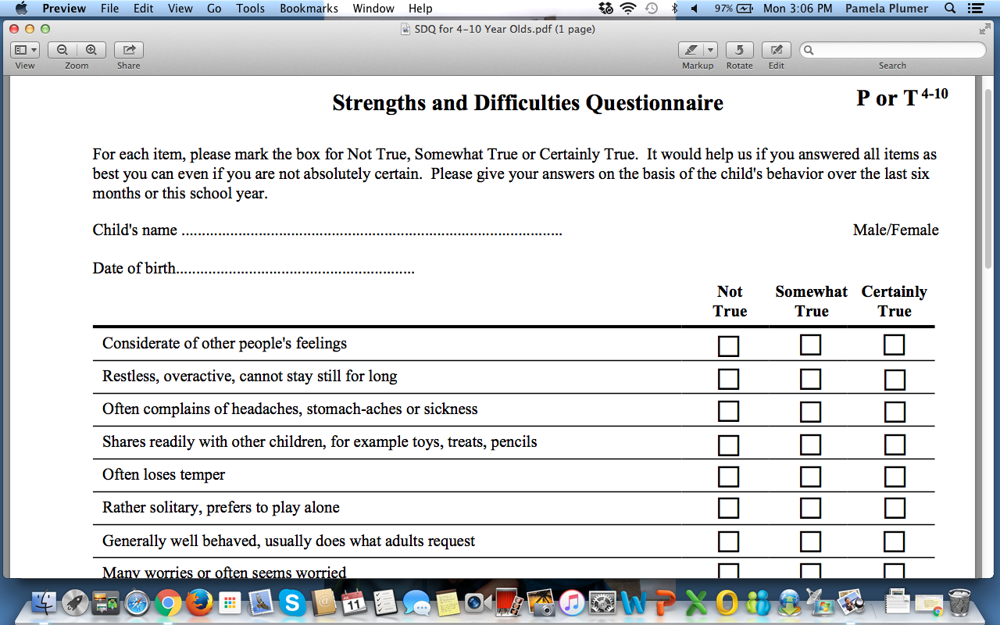 Preview File Edit View Go Tools Bookmarks Window Help 97% Mon 3:06 PM Pamela Plumer
SDQ for 4-10 Year Olds.pdf (1 page)
View Zoom Share Markup Rotate Edit Search
Strengths and Difficulties Questionnaire P or T 4-10
For each item, please mark the box for Not True, Somewhat True or Certainly True. It would help us if you answered all items as
best you can even if you are not absolutely certain. Please give your answers on the basis of the child's behavior over the last six
months or this school year.
Child's name .............................................................................................. Male/Female
Date of birth...........................................................
Not Somewhat Certainly
True True True
Considerate of other people's feelings
Restless, overactive, cannot stay still for long
Often complains of headaches, stomach-aches or sickness
Shares readily with other children, for example toys, treats, pencils
Often loses temper
Rather solitary, prefers to play alone
Generally well behaved, usually does what adults request
Many worries or often seems worried
11